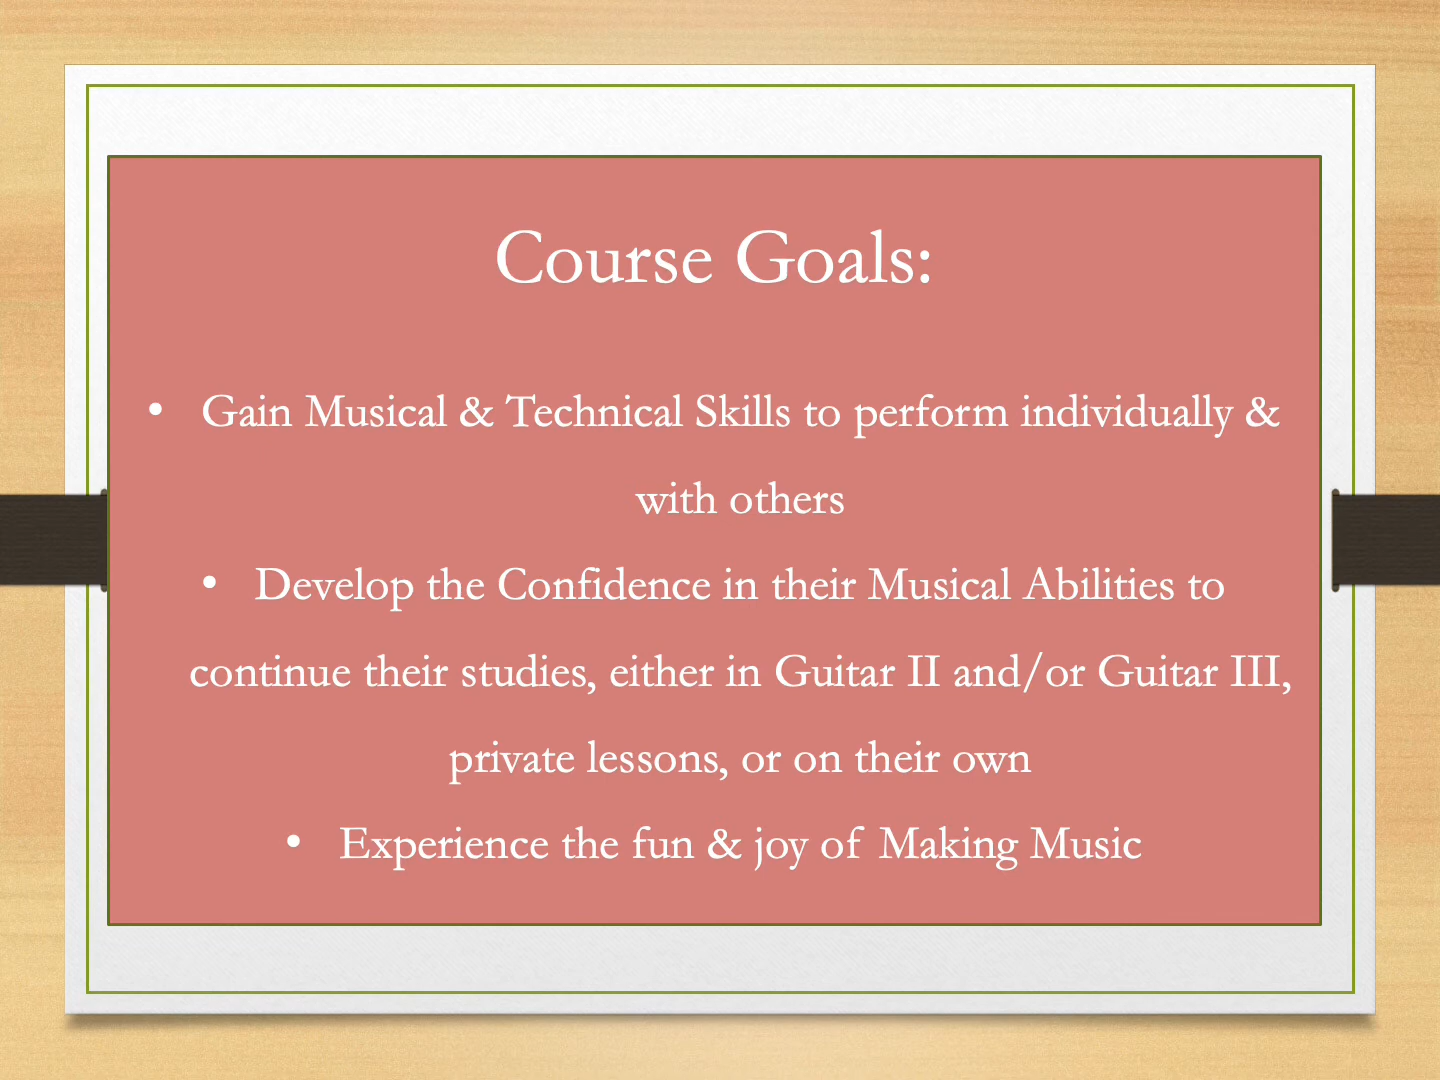 Course Goals:
• Gain Musical & Technical Skills to perform individually &
with others
• Develop the Confidence in their Musical Abilities to
continue their studies, either in Guitar II and/or Guitar III,
private lessons, or on their own
• Experience the fun & joy of Making Music